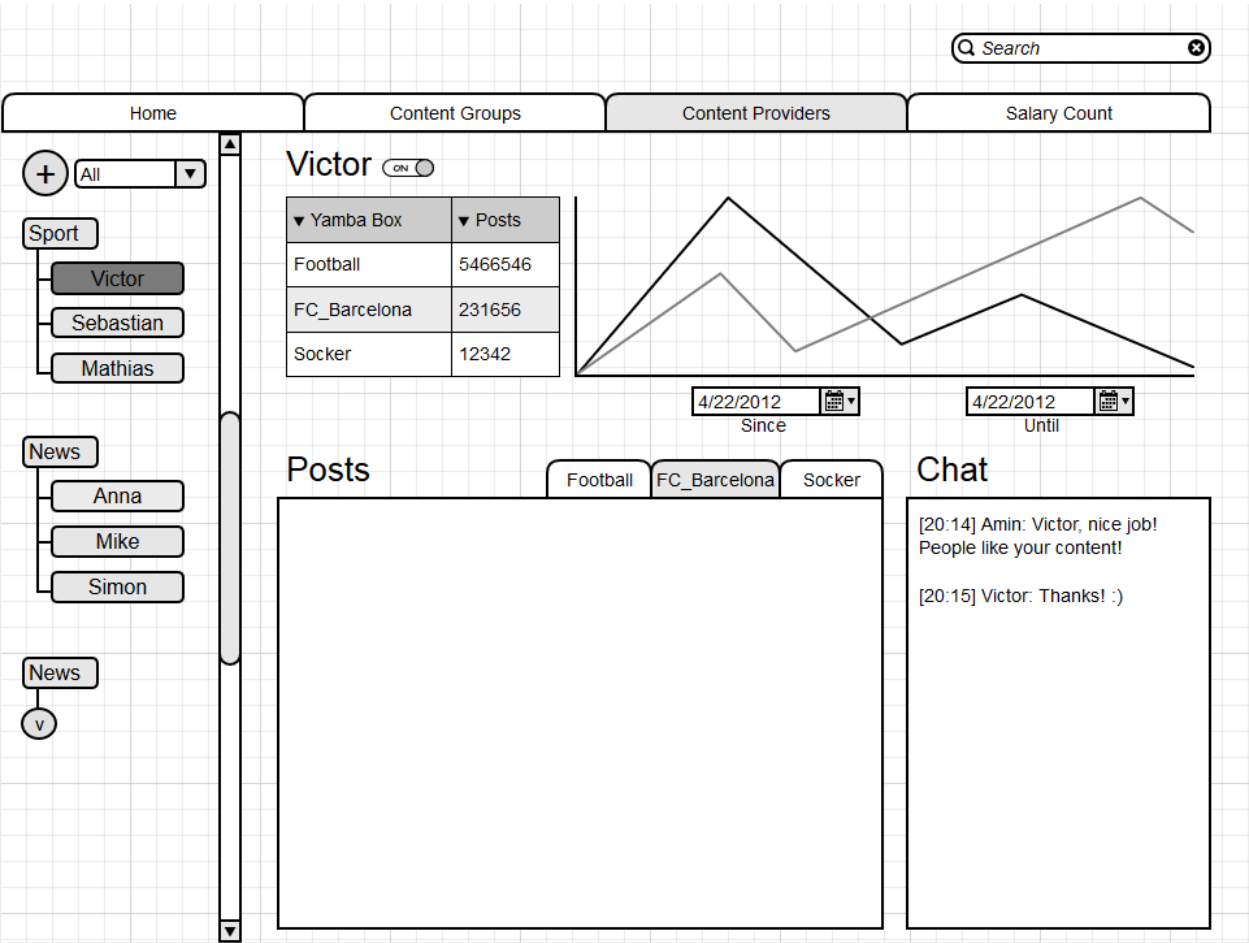 Search
Home
Content Groups
Content Providers
Salary Count
+
All
Sport
Victor
Sebastian
Mathias
News
Anna
Mike
Simon
News
v
Victor
ON
Yamba Box Posts
Football 5466546
FC_Barcelona 231656
Socker 12342
4/22/2012
Since
4/22/2012
Until
Posts
Football
FC_Barcelona
Socker
Chat
[20:14] Amin: Victor, nice job!
People like your content!
[20:15] Victor: Thanks! :)